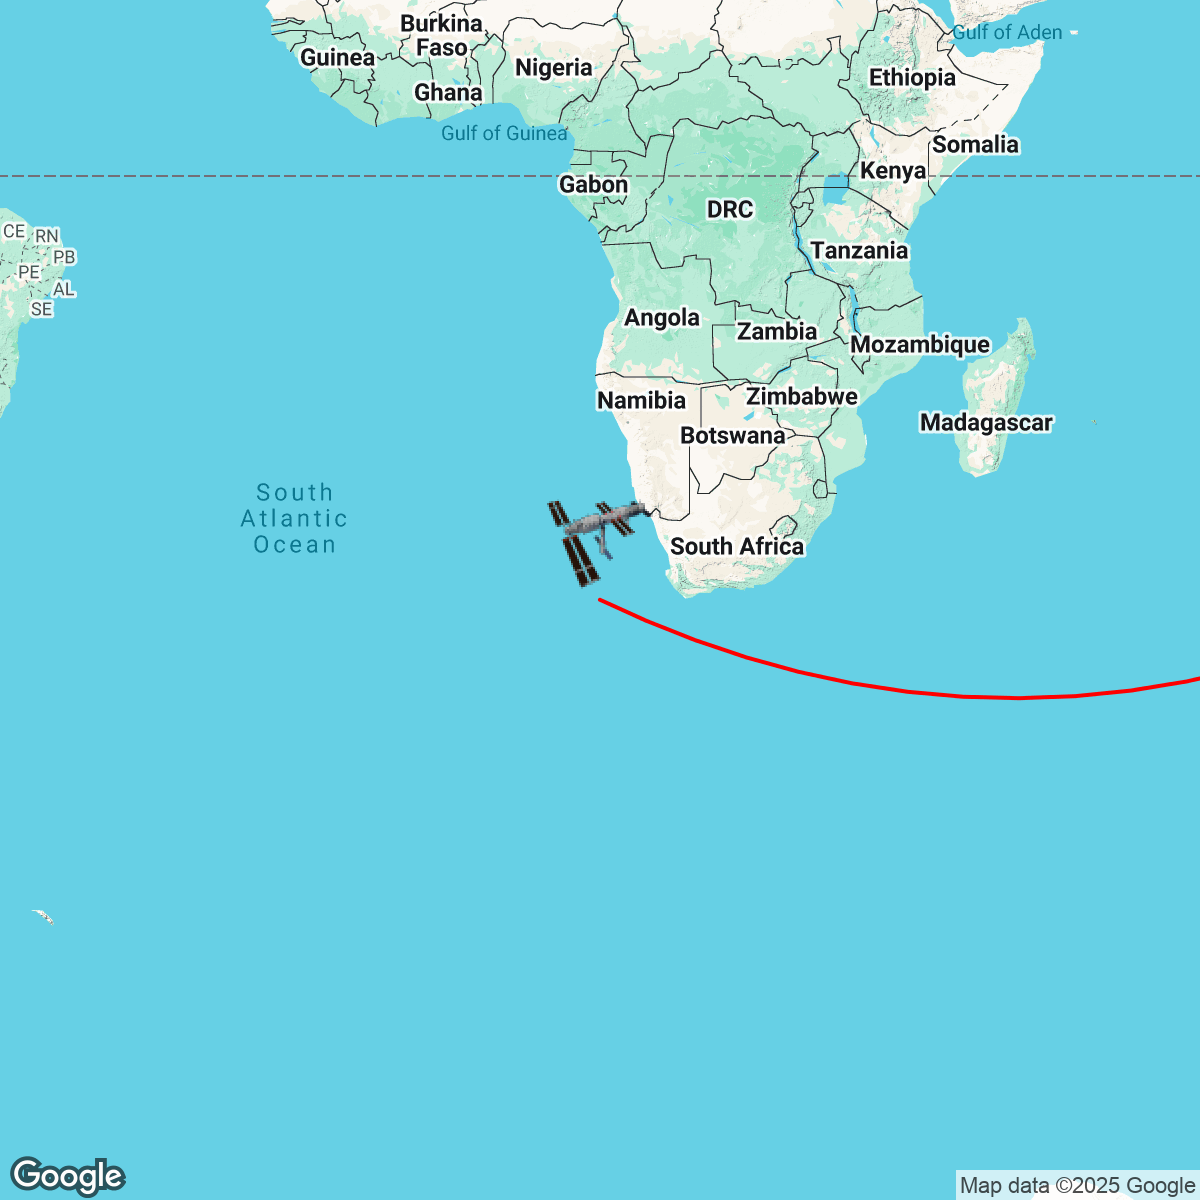 Burkina
Faso
Gulf of Aden
Guinea
Nigeria
Ethiopia
Ghana
Gulf of Guinea
Somalia
Kenya
Gabon
DRC
CE
RN
PB
PE
AL
SE
Tanzania
Angola
Zambia
Mozambique
Namibia
Zimbabwe
Botswana
Madagascar
South
Atlantic
Ocean
South Africa
Google
Map data ©2025 Google